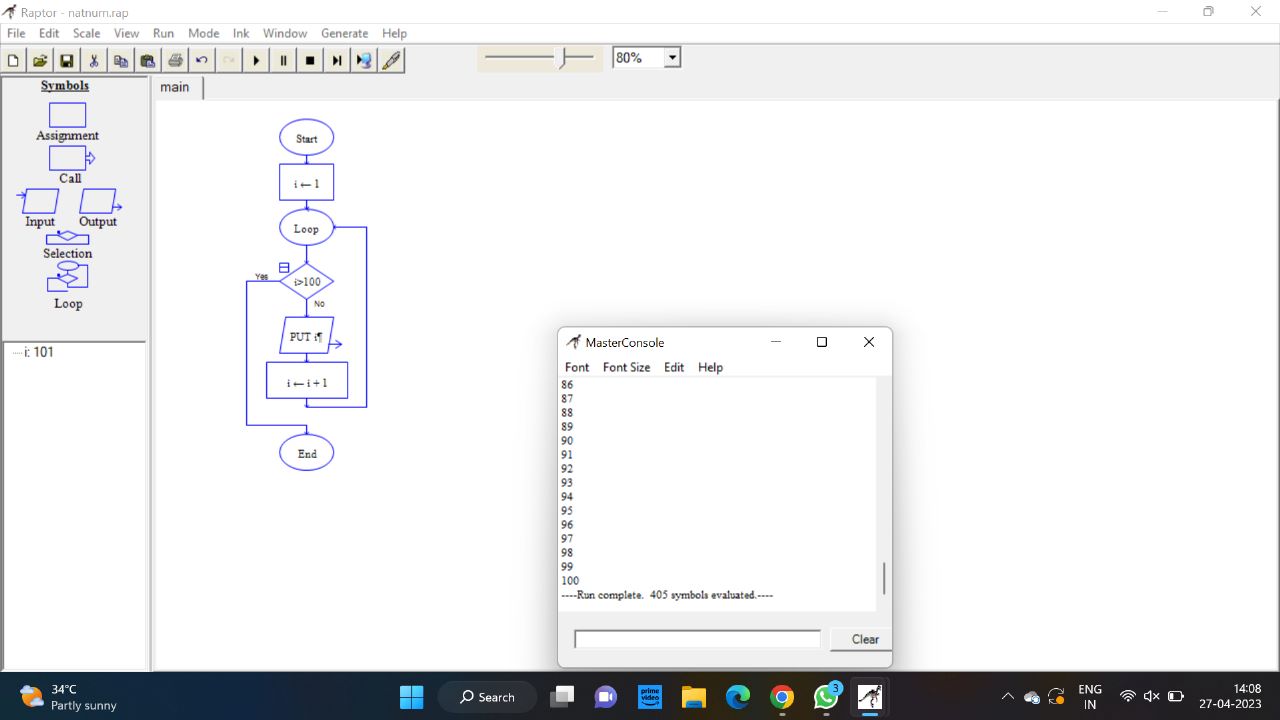 Raptor - natnum.rap
File Edit Scale View Run Mode Ink Window Generate Help
80%
Symbols
Assignment
Call
Input Output
Selection
Loop
i: 101
main
Start
i ← 1
Loop
Yes
i>100
No
PUT i¶
i ← i + 1
End
MasterConsole
Font Font Size Edit Help
86
87
88
89
90
91
92
93
94
95
96
97
98
99
100
----Run complete.  405 symbols evaluated.----
Clear
34°C
Partly sunny
Search
prime video
3
ENG
IN
14:08
27-04-2023